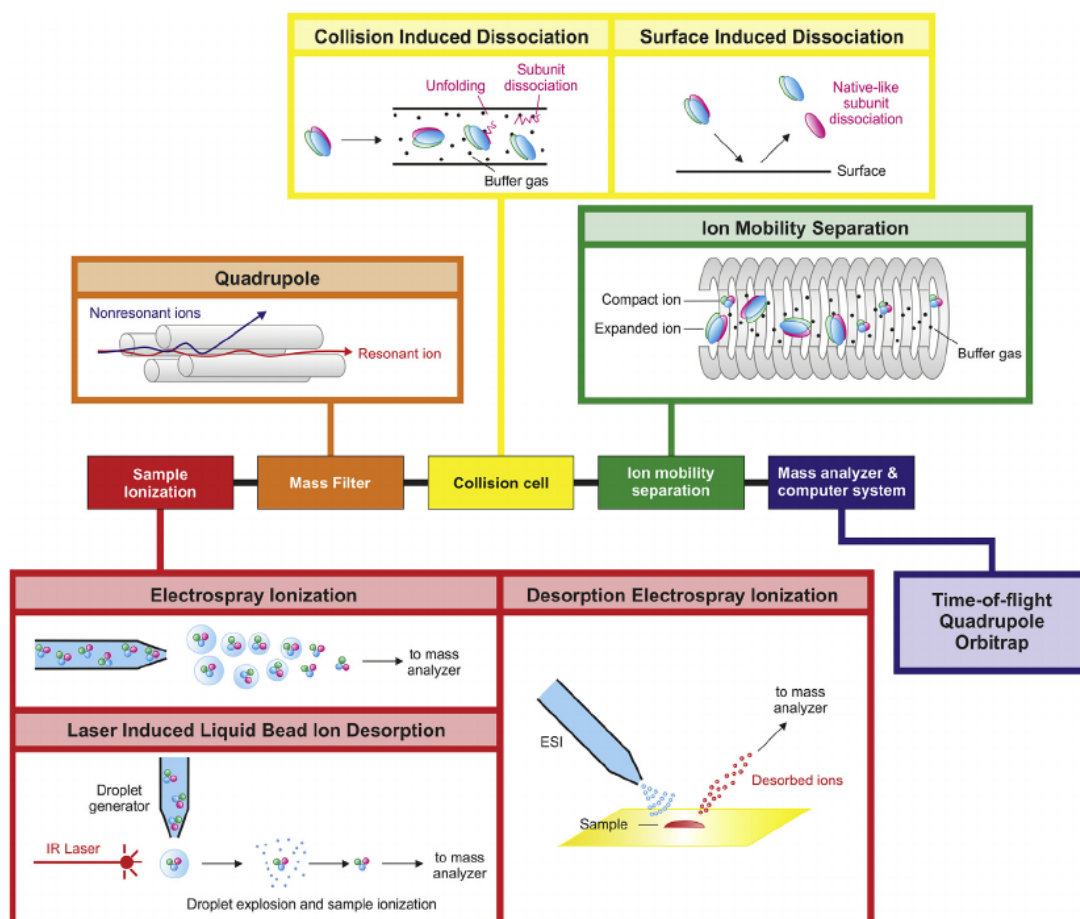 Collision Induced Dissociation
Surface Induced Dissociation
Unfolding
Subunit
dissociation
Buffer gas
Native-like
subunit
dissociation
Surface
Ion Mobility Separation
Compact ion
Expanded ion
Buffer gas
Quadrupole
Nonresonant ions
Resonant ion
Sample
Ionization
Mass Filter
Collision cell
Ion mobility
separation
Mass analyzer &
computer system
Electrospray Ionization
to mass
analyzer
Laser Induced Liquid Bead Ion Desorption
Droplet
generator
IR Laser
to mass
analyzer
Droplet explosion and sample ionization
Desorption Electrospray Ionization
ESI
to mass
analyzer
Desorbed ions
Sample
Time-of-flight
Quadrupole
Orbitrap